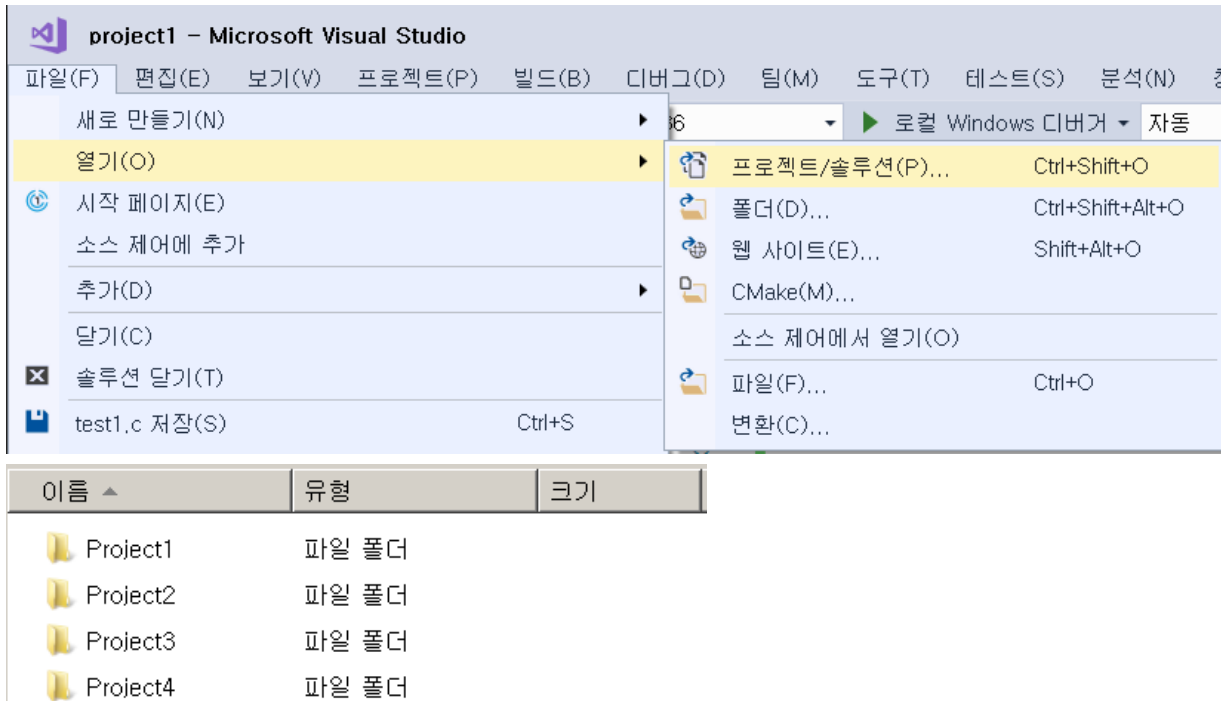 project1 - Microsoft Visual Studio
파일(F) 편집(E) 보기(V) 프로젝트(P) 빌드(B) 디버그(D) 팀(M) 도구(T) 테스트(S) 분석(N)
새로 만들기(N) 로컬 Windows 디버거 자동
열기(O) 프로젝트/솔루션(P)... Ctrl+Shift+O
시작 페이지(E) 폴더(D)... Ctrl+Shift+Alt+O
소스 제어에 추가 웹 사이트(E)... Shift+Alt+O
추가(D) CMake(M)...
닫기(C) 소스 제어에서 열기(O)
솔루션 닫기(T) 파일(F)... Ctrl+O
test1.c 저장(S) Ctrl+S 변환(C)...
이름 유형 크기
Project1 파일 폴더
Project2 파일 폴더
Project3 파일 폴더
Project4 파일 폴더